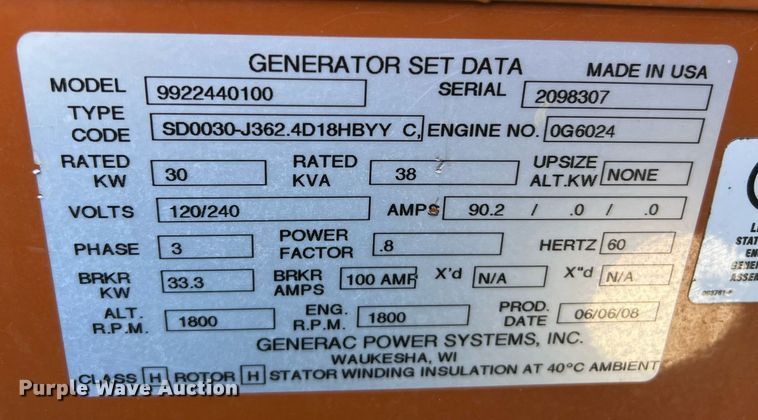 GENERATOR SET DATA
MADE IN USA
MODEL 9922440100 SERIAL 2098307
TYPE CODE SD0030-J362.4D18HBYY C, ENGINE NO. 0G6024
RATED KW 30 RATED KVA 38 UPSIZE ALT.KW NONE
VOLTS 120/240 AMPS 90.2 / .0 / .0
PHASE 3 POWER FACTOR .8 HERTZ 60
BRKR KW 33.3 BRKR AMPS 100 AMP X'd N/A X"d N/A
ALT. R.P.M. 1800 ENG. R.P.M. 1800 PROD. DATE 06/06/08
GENERAC POWER SYSTEMS, INC.
WAUKESHA, WI
CLASS H ROTOR H STATOR WINDING INSULATION AT 40°C AMBIENT
STAT
EN
GENE
ASSEM
Purple Wave Auction